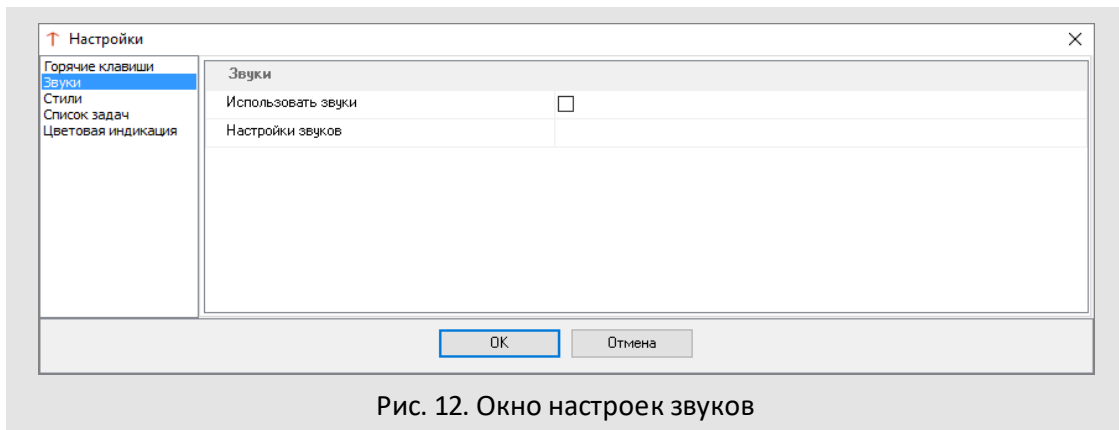 Настройки
Горячие клавиши
Звуки
Стили
Список задач
Цветовая индикация
Звуки
Использовать звуки
Настройки звуков
OK
Отмена
Рис. 12. Окно настроек звуков